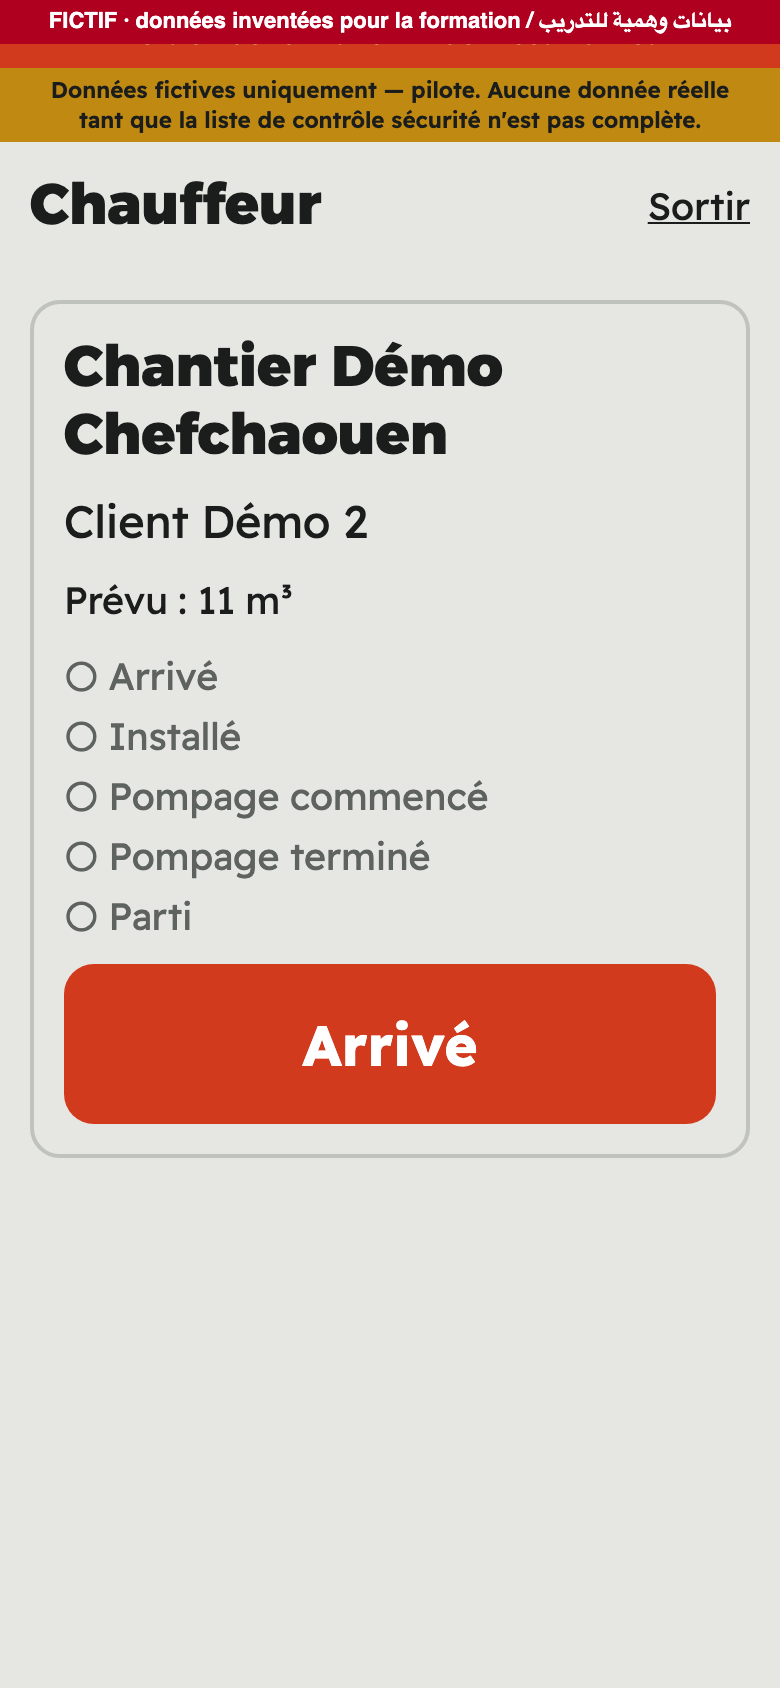 FICTIF · données inventées pour la formation / بيانات وهمية للتدريب
Données fictives uniquement — pilote. Aucune donnée réelle
tant que la liste de contrôle sécurité n'est pas complète.
Chauffeur
Sortir
Chantier Démo
Chefchaouen
Client Démo 2
Prévu : 11 m³
Arrivé
Installé
Pompage commencé
Pompage terminé
Parti
Arrivé